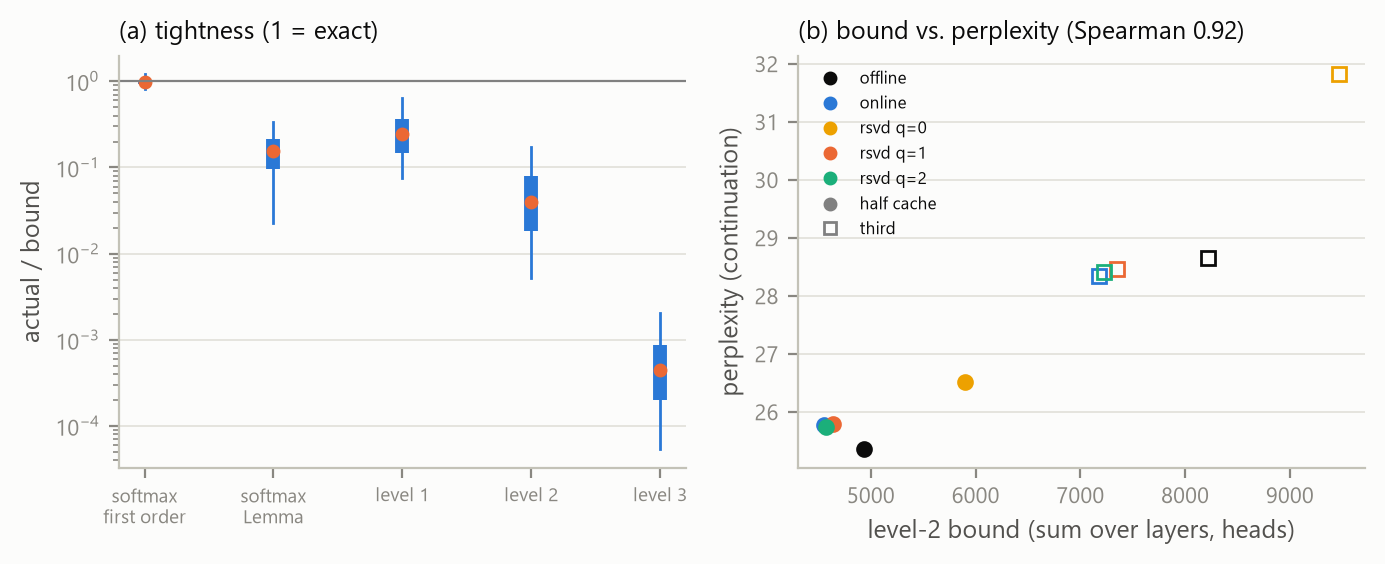 (a) tightness (1 = exact)
actual / bound
10⁰
10⁻¹
10⁻²
10⁻³
10⁻⁴
softmax
first order
softmax
Lemma
level 1
level 2
level 3
(b) bound vs. perplexity (Spearman 0.92)
perplexity (continuation)
32
31
30
29
28
27
26
offline
online
rsvd q=0
rsvd q=1
rsvd q=2
half cache
third
5000
6000
7000
8000
9000
level-2 bound (sum over layers, heads)